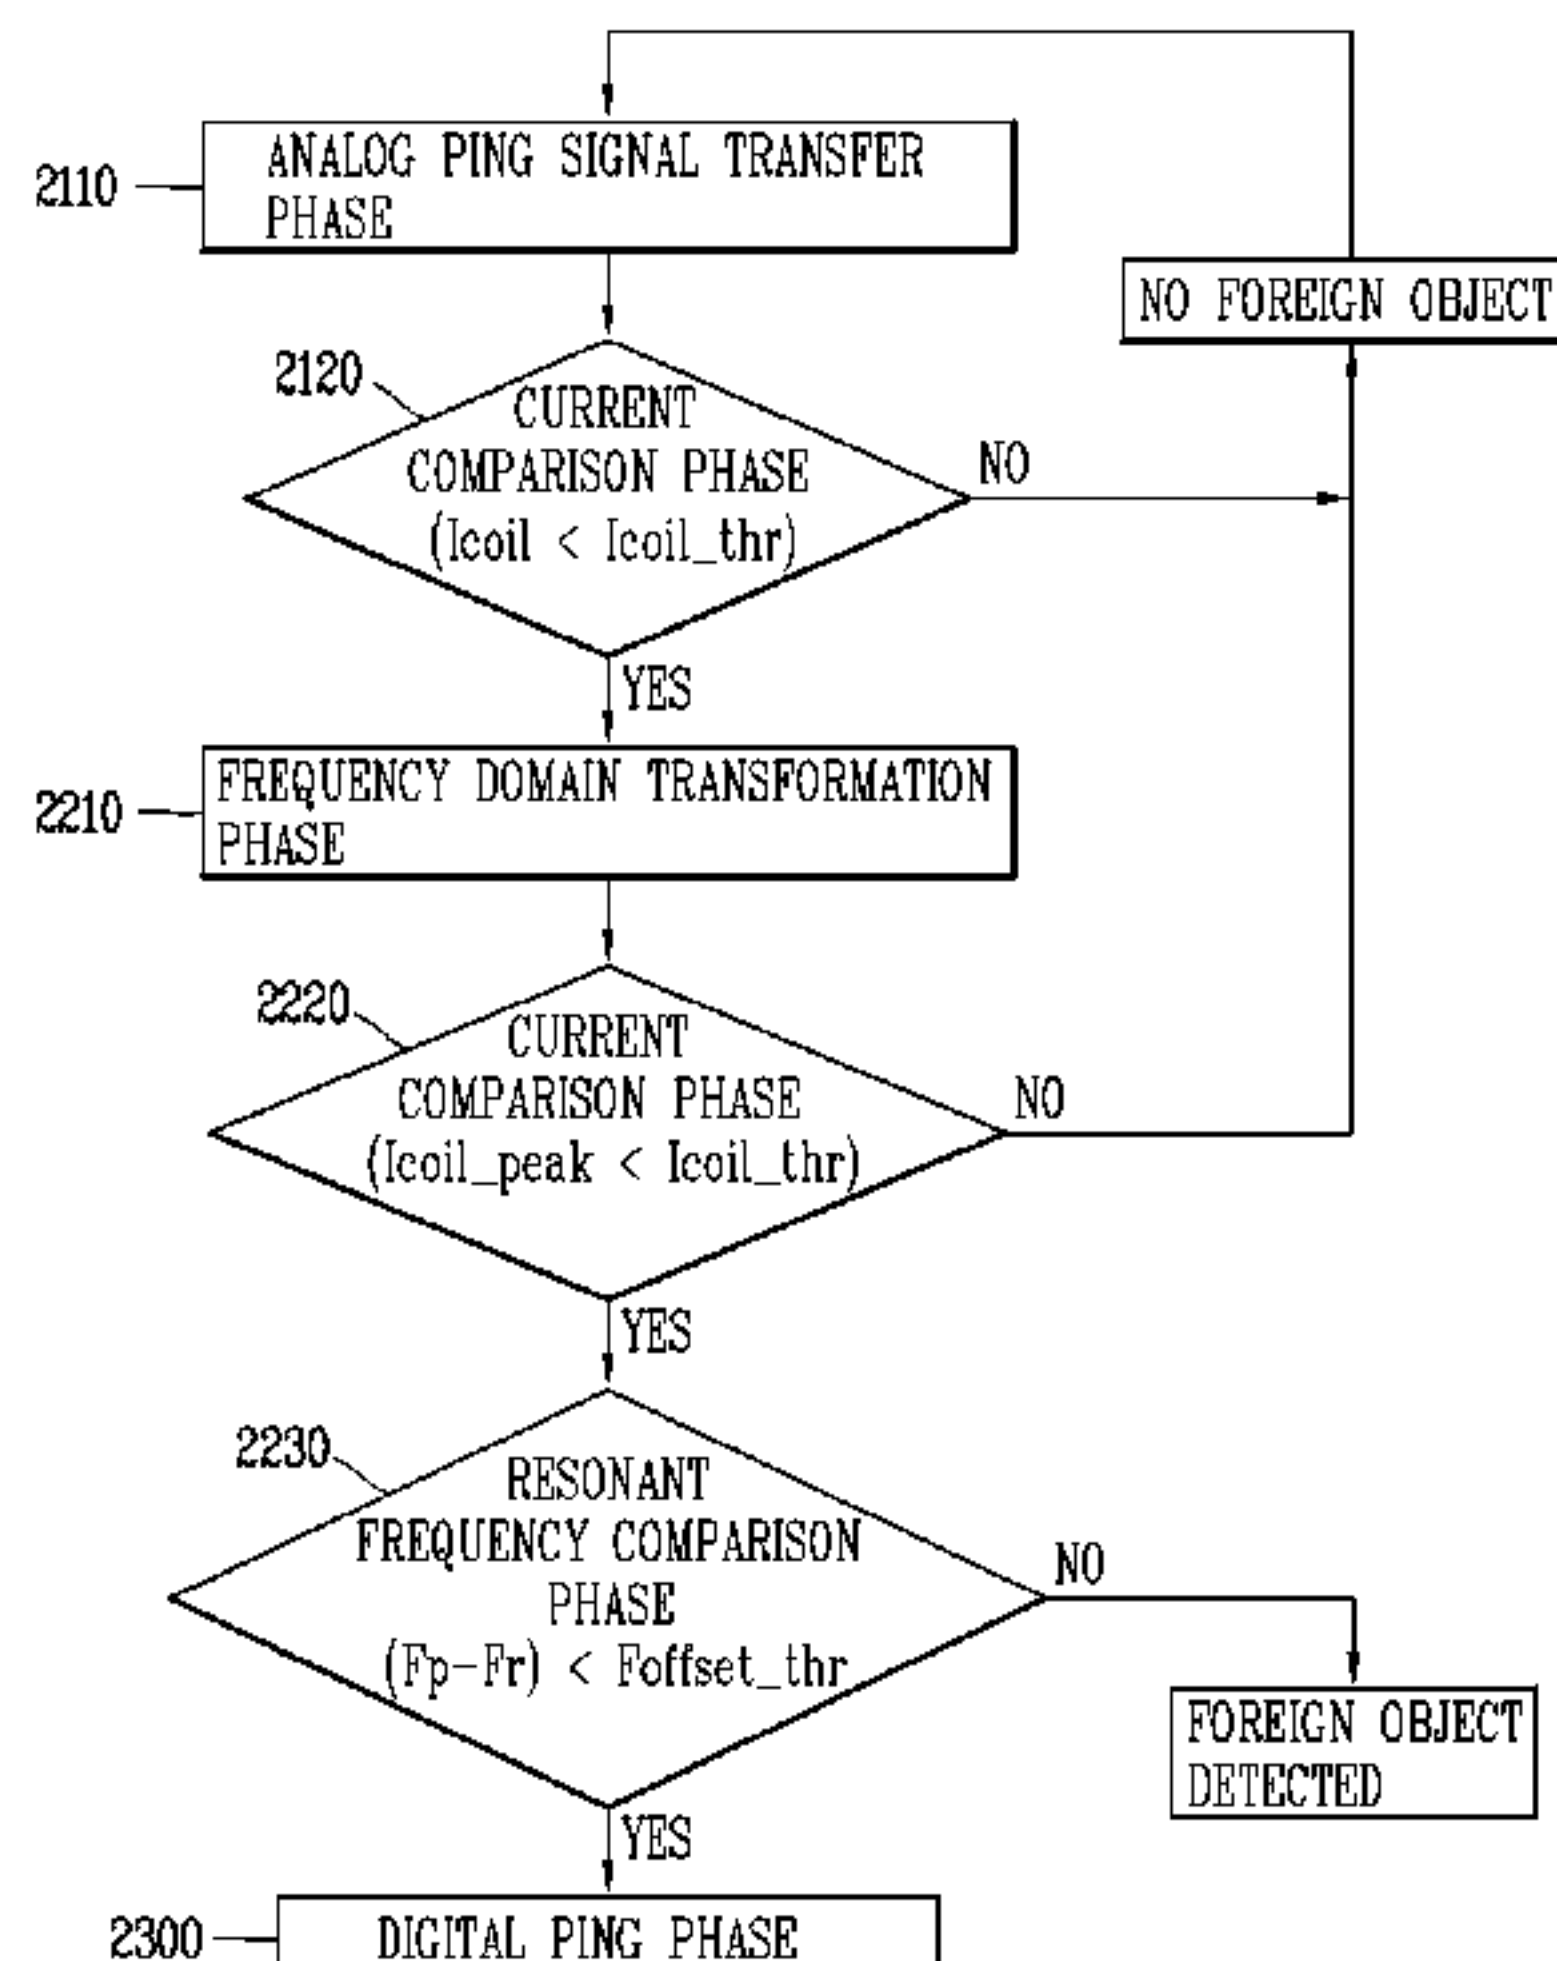 2110
ANALOG PING SIGNAL TRANSFER
PHASE
NO FOREIGN OBJECT
2120
CURRENT
COMPARISON PHASE
(Icoil < Icoil_thr)
NO
YES
2210
FREQUENCY DOMAIN TRANSFORMATION
PHASE
2220
CURRENT
COMPARISON PHASE
(Icoil_peak < Icoil_thr)
NO
YES
2230
RESONANT
FREQUENCY COMPARISON
PHASE
(Fp-Fr) < Foffset_thr
NO
FOREIGN OBJECT
DETECTED
YES
2300
DIGITAL PING PHASE